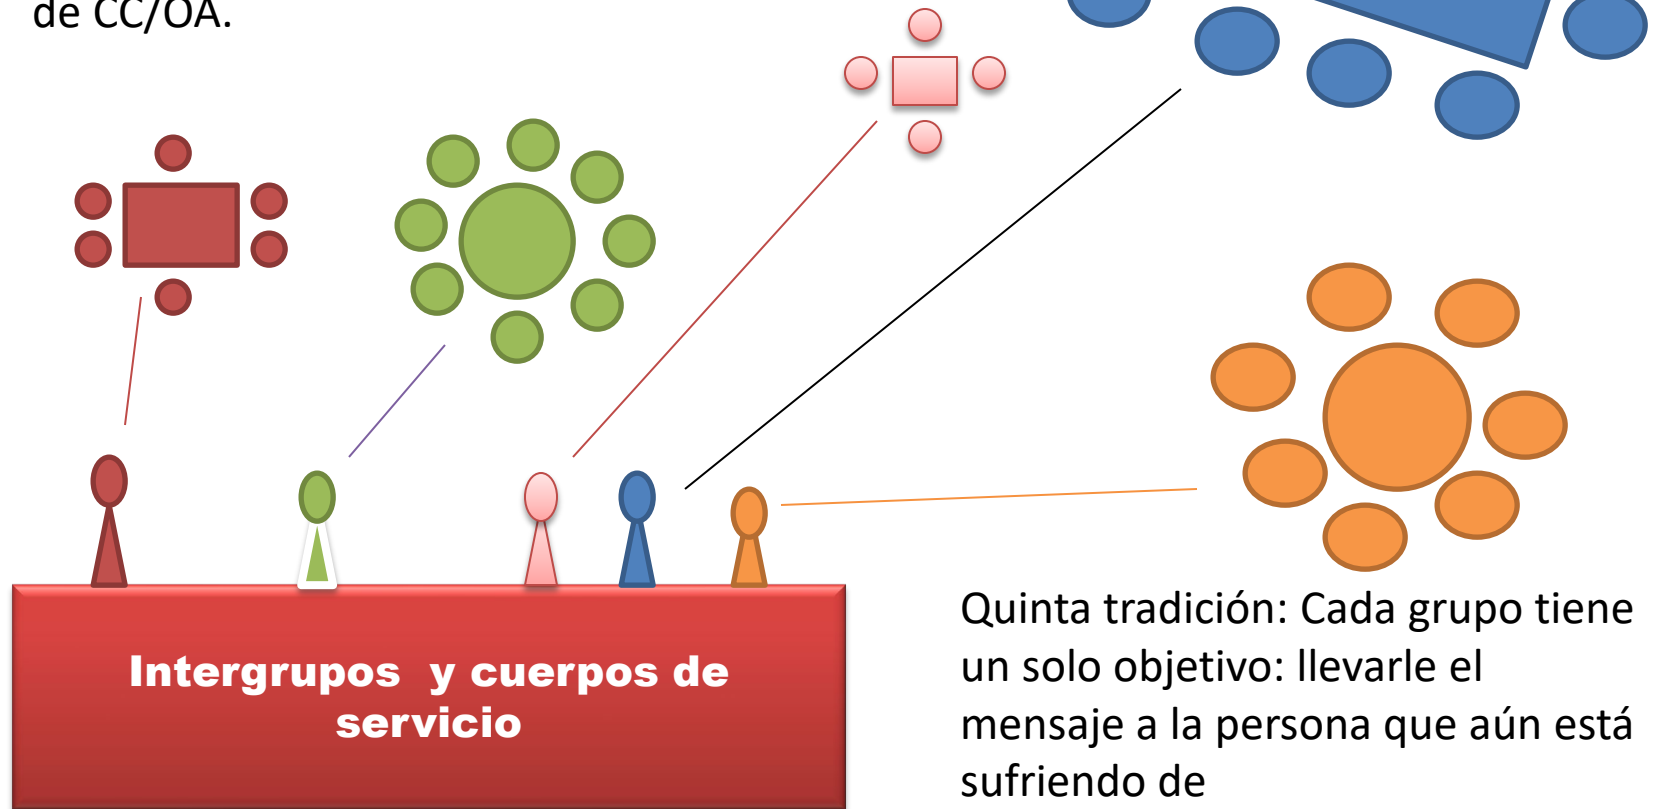 de CC/OA.
Intergrupos y cuerpos de
servicio
Quinta tradición: Cada grupo tiene
un solo objetivo: llevarle el
mensaje a la persona que aún está
sufriendo de